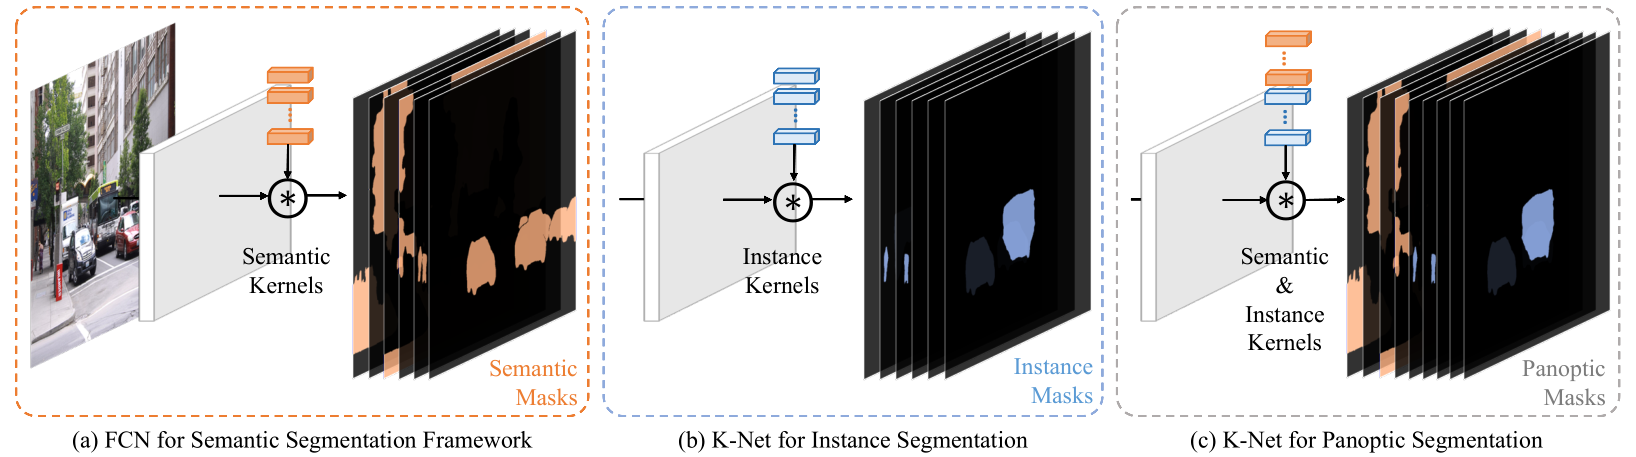 Semantic
Kernels
Semantic
Masks
(a) FCN for Semantic Segmentation Framework
Instance
Kernels
Instance
Masks
(b) K-Net for Instance Segmentation
Semantic
&
Instance
Kernels
Panoptic
Masks
(c) K-Net for Panoptic Segmentation